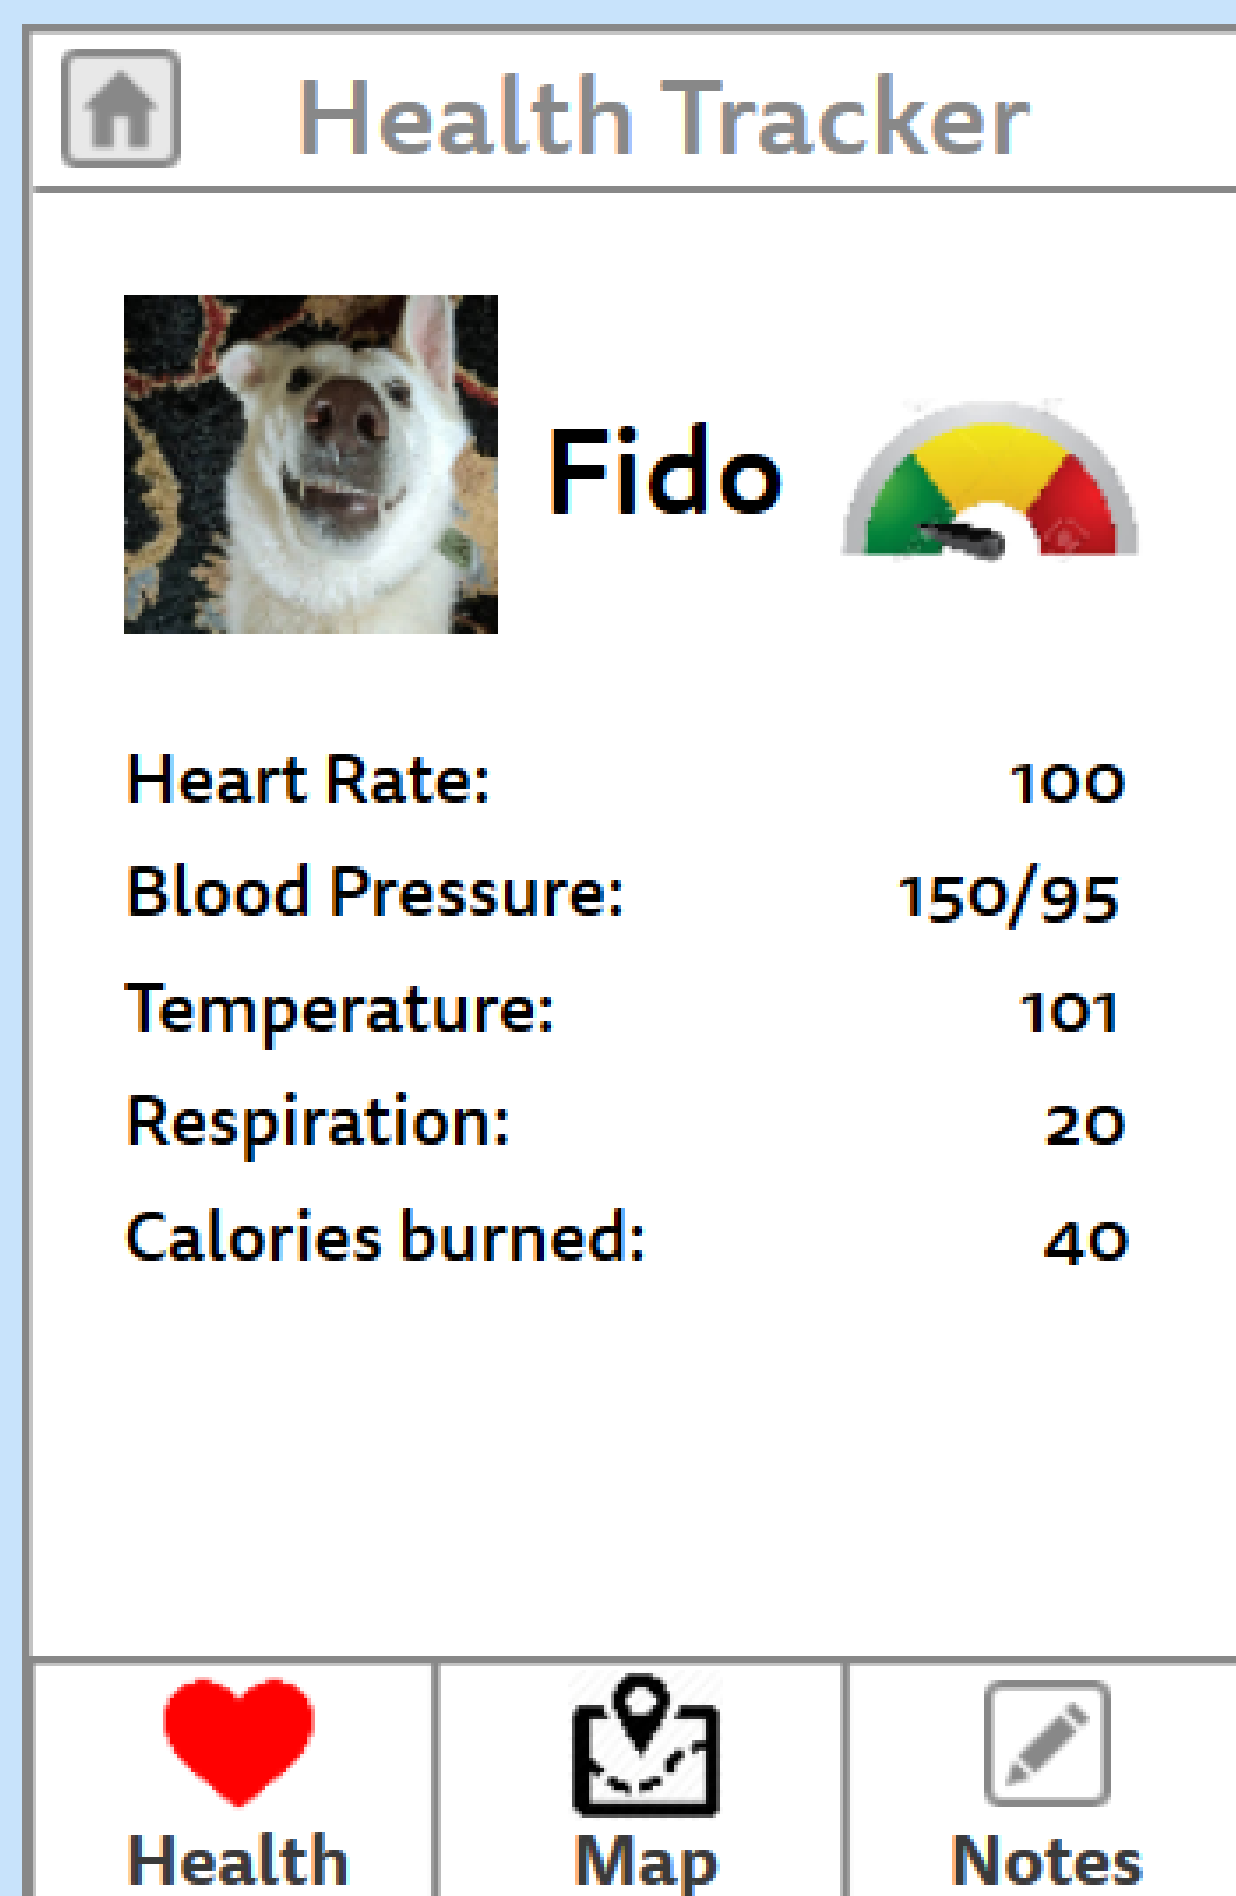 Health Tracker
Fido
Heart Rate: 100
Blood Pressure: 150/95
Temperature: 101
Respiration: 20
Calories burned: 40
Health Map Notes